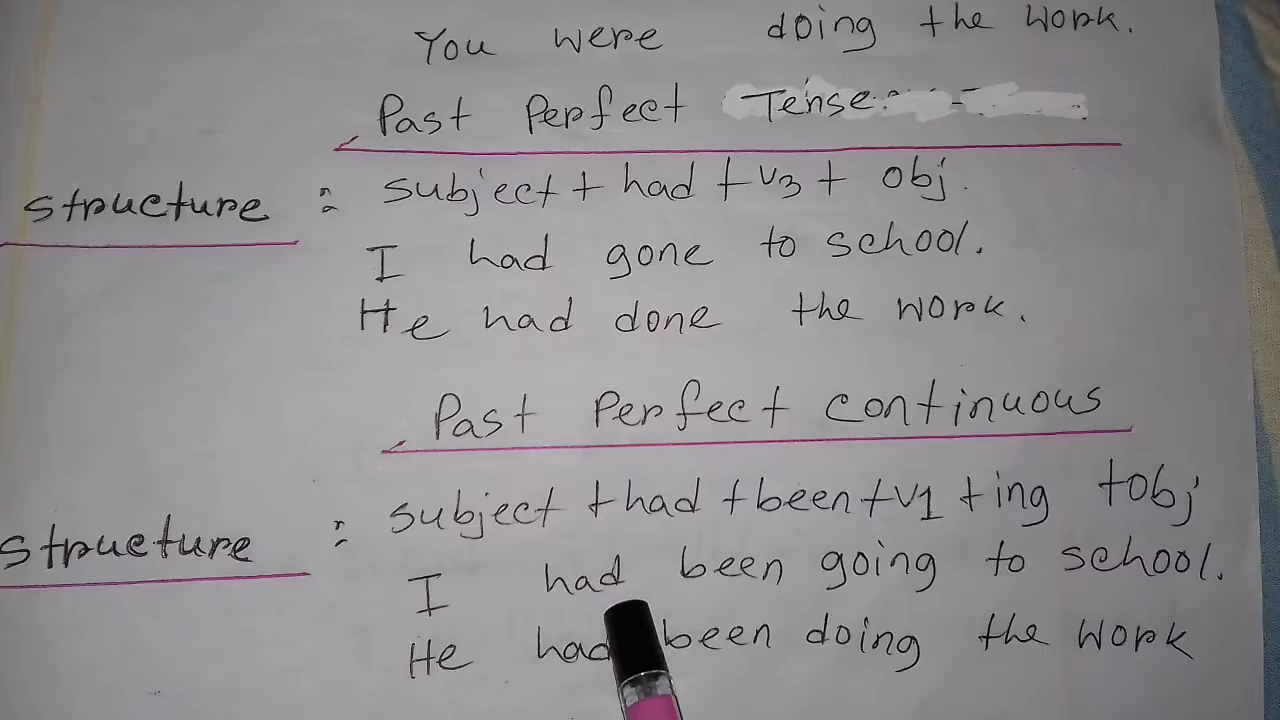 You were doing the work.
Past Perfect Tense.
structure : subject + had + v3 + obj.
I had gone to school.
He had done the work.
Past Perfect continuous
structure : subject + had + been + v1 + ing + obj
I had been going to school.
He had been doing the work